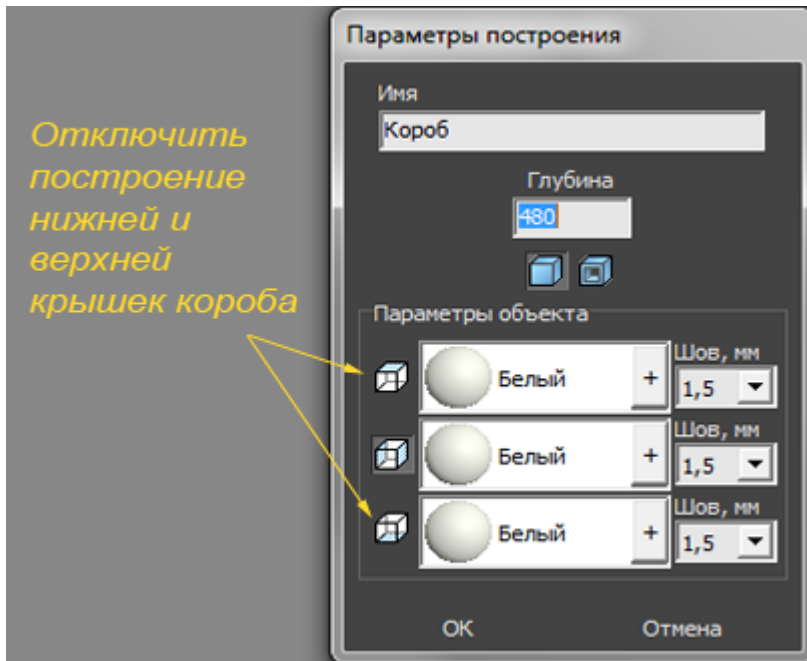 Параметры построения
Отключить
построение
нижней и
верхней
крышек короба
Имя
Короб
Глубина
480
Параметры объекта
Белый
+
Шов, мм
1,5
Белый
+
Шов, мм
1,5
Белый
+
Шов, мм
1,5
ОК
Отмена